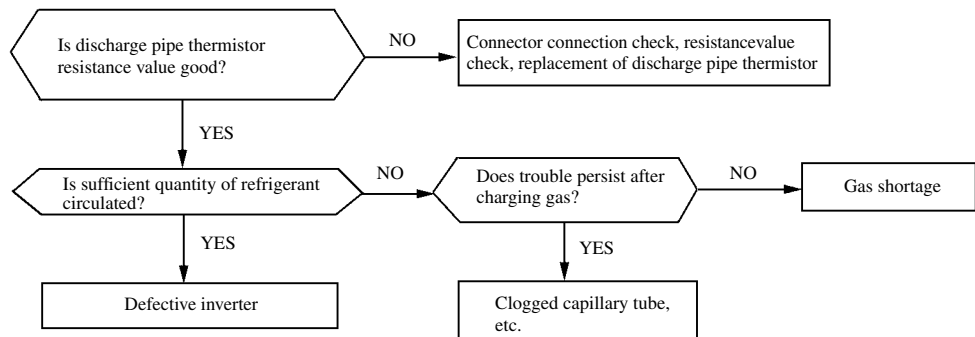 Is discharge pipe thermistor
resistance value good?
NO
Connector connection check, resistancevalue
check, replacement of discharge pipe thermistor
YES
Is sufficient quantity of refrigerant
circulated?
NO
Does trouble persist after
charging gas?
NO
Gas shortage
YES
YES
Defective inverter
Clogged capillary tube,
etc.